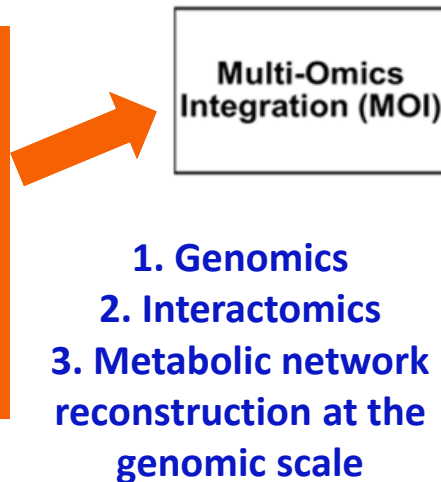 Multi-Omics
Integration (MOI)
1. Genomics
2. Interactomics
3. Metabolic network
reconstruction at the
genomic scale